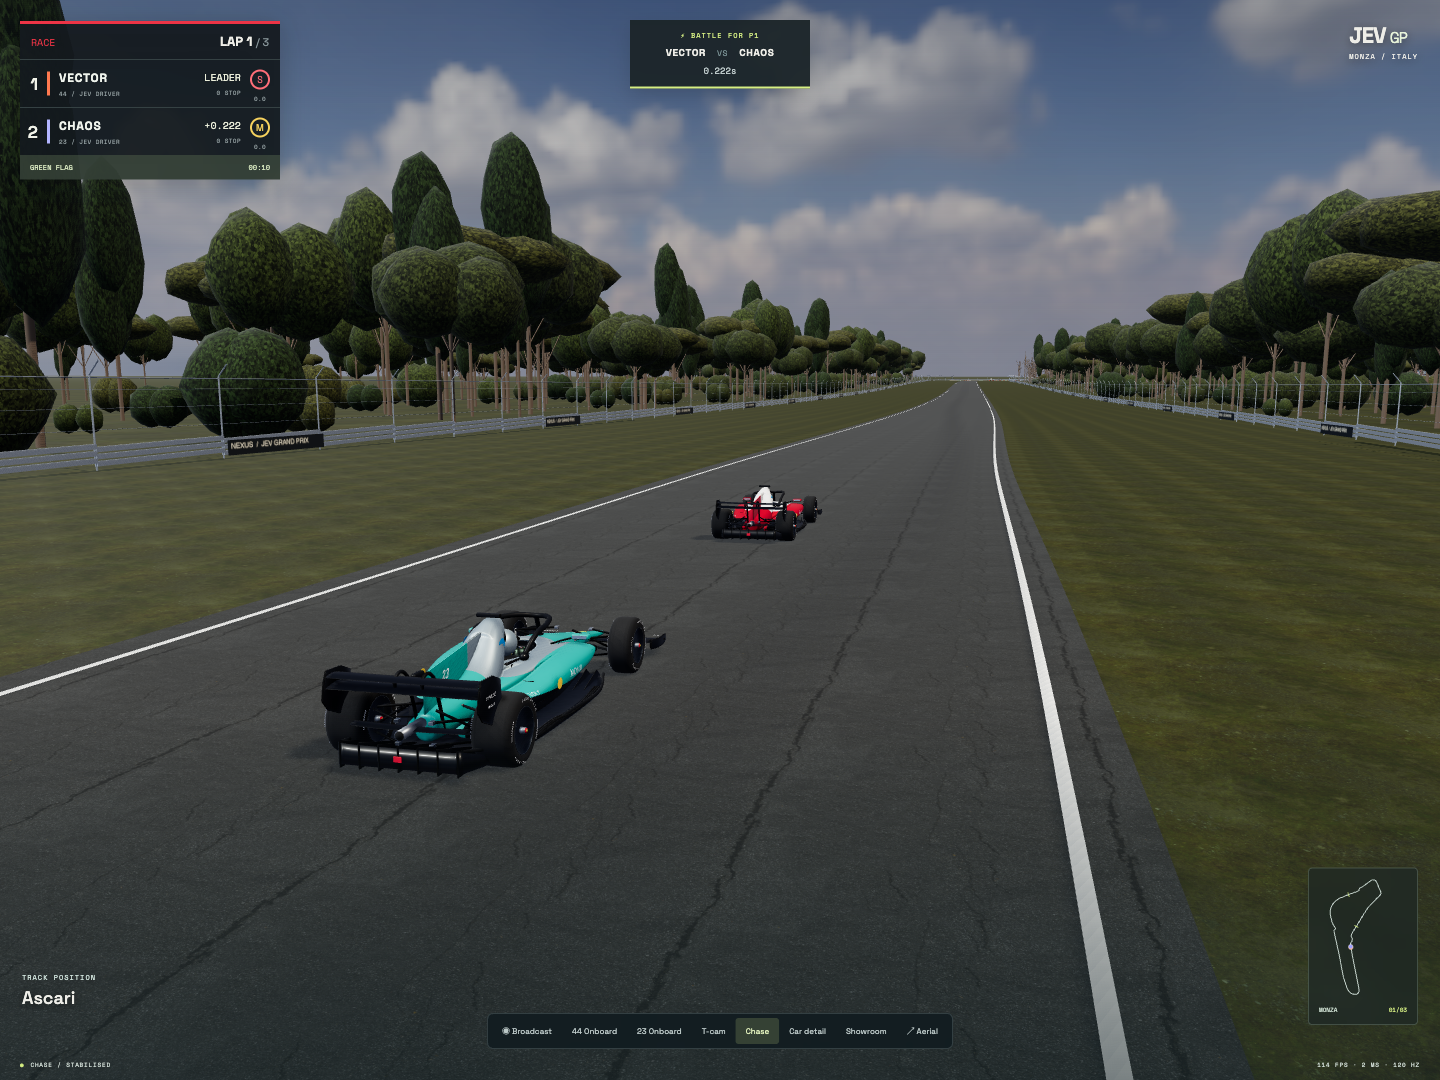 RACE LAP 1 / 3
1 VECTOR LEADER S
44 / JEV DRIVER 0 STOP 0.0
2 CHAOS +0.222 M
23 / JEV DRIVER 0 STOP 0.0
GREEN FLAG 00:10
⚡ BATTLE FOR P1
VECTOR VS CHAOS
0.222s
JEV GP
MONZA / ITALY
NEXUS / JEV GRAND PRIX
23
TRACK POSITION
Ascari
Broadcast 44 Onboard 23 Onboard T-cam Chase Car detail Showroom Aerial
MONZA 01/03
CHASE / STABILISED
114 FPS · 2 MS · 120 HZ